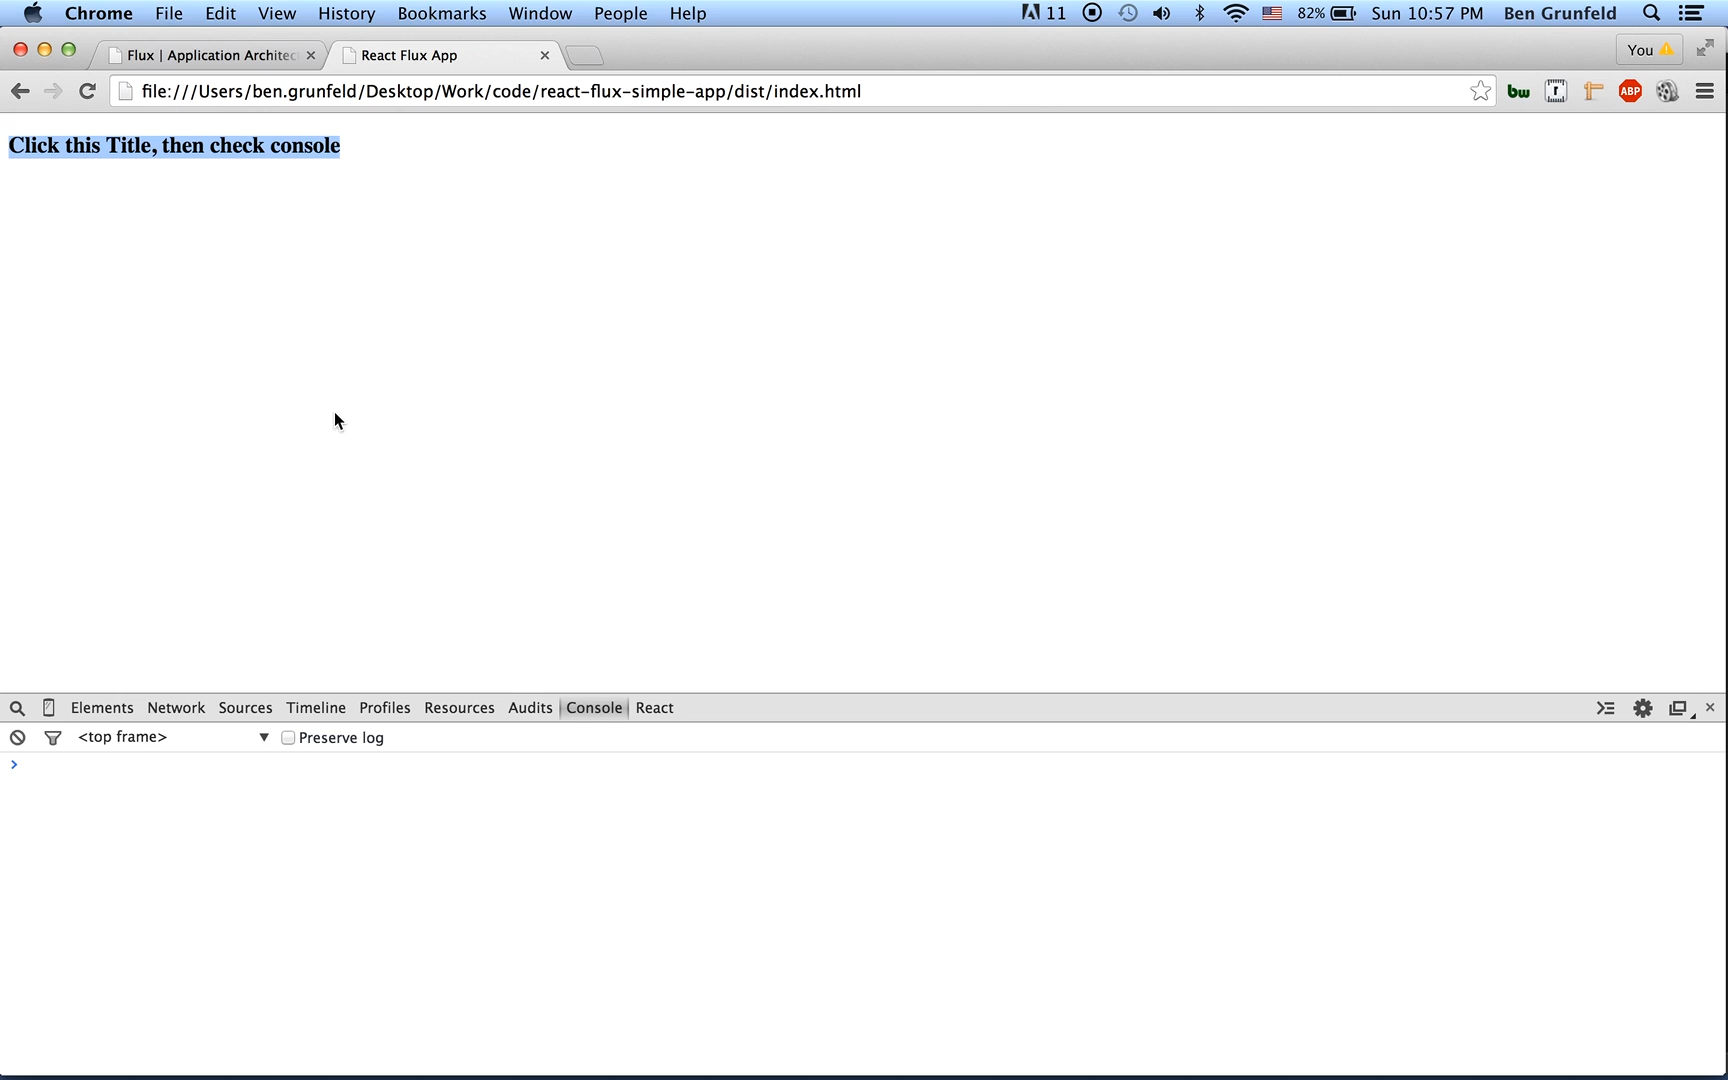 Chrome File Edit View History Bookmarks Window People Help 11 82% Sun 10:57 PM Ben Grunfeld
Flux | Application Architec React Flux App You
file:///Users/ben.grunfeld/Desktop/Work/code/react-flux-simple-app/dist/index.html bw r ABP
Click this Title, then check console
Elements Network Sources Timeline Profiles Resources Audits Console React
<top frame> Preserve log